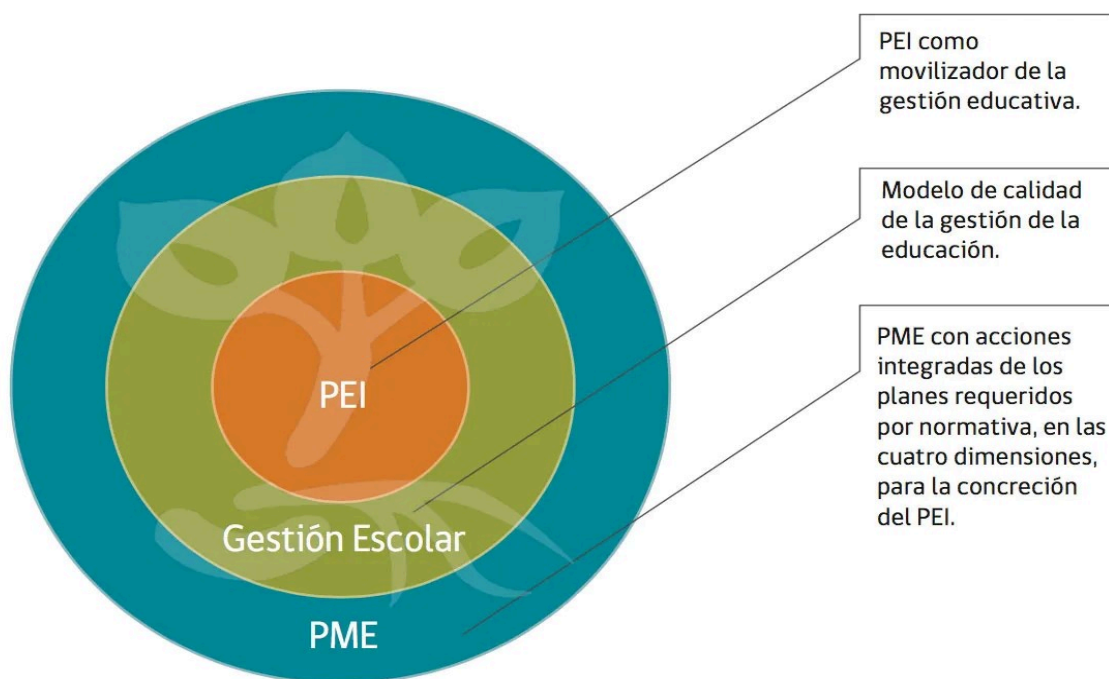 PEI como
movilizador de la
gestión educativa.
Modelo de calidad
de la gestión de la
educación.
PME con acciones
integradas de los
planes requeridos
por normativa, en las
cuatro dimensiones,
para la concreción
del PEI.
PEI
Gestión Escolar
PME